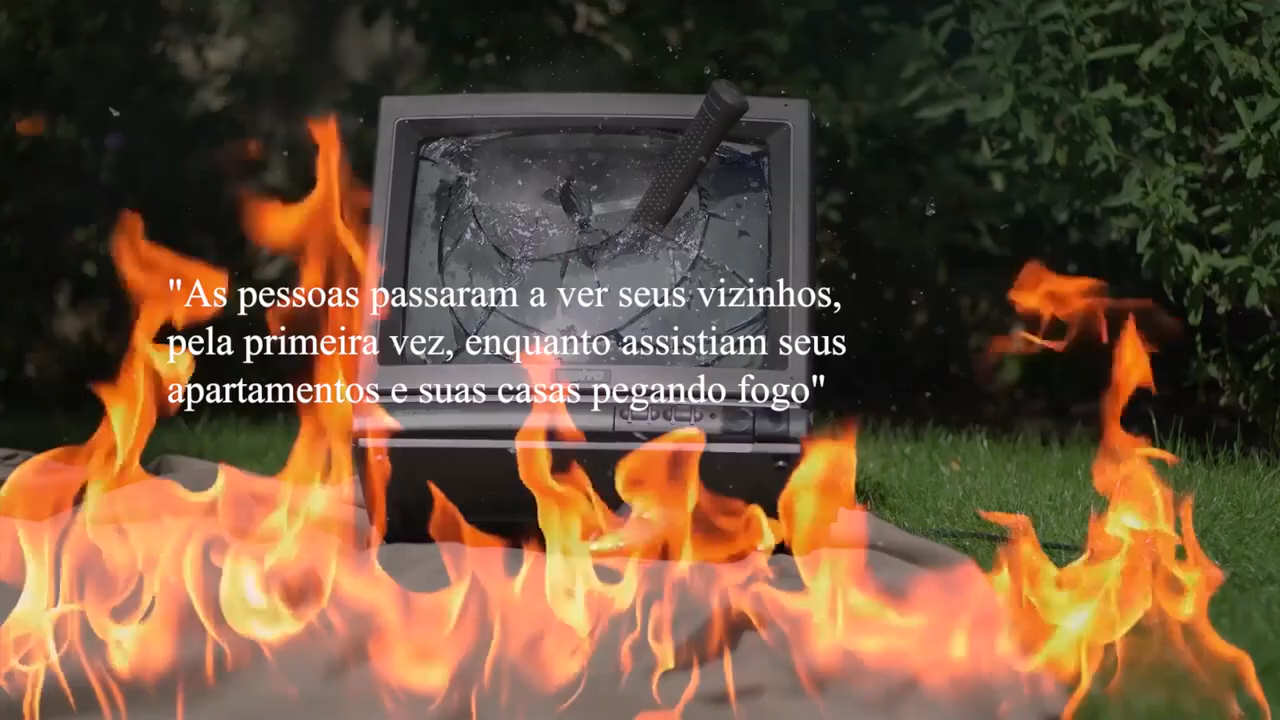 "As pessoas passaram a ver seus vizinhos,
pela primeira vez, enquanto assistiam seus
apartamentos e suas casas pegando fogo"